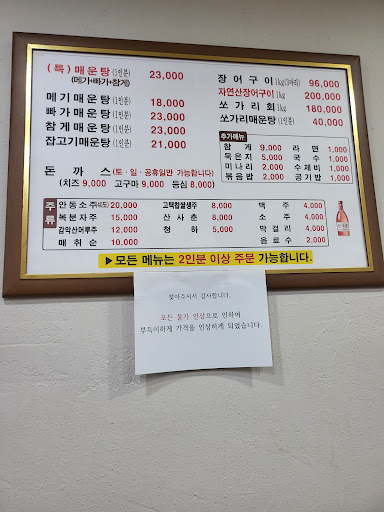 (특) 매운탕 (1인분) 23,000
(메기+빠가+참게)
메기매운탕 (1인분) 18,000
빠가매운탕 (1인분) 23,000
참게매운탕 (1인분) 23,000
잡고기매운탕 (1인분) 21,000
장어구이 1kg(2마리) 96,000
자연산장어구이 1kg 200,000
쏘가리회 1kg 180,000
쏘가리매운탕 (1인분) 40,000
추가메뉴
참게 9,000 라면 1,000
묵은지 5,000 국수 1,000
미나리 2,000 수제비 1,000
볶음밥 2,000 공기밥 1,000
돈까스 (토·일·공휴일만 가능합니다)
(치즈 9,000 고구마 9,000 등심 8,000)
주류
안동소주(40도) 20,000 고택찹쌀생주 8,000 맥주 4,000
복분자주 15,000 산사춘 8,000 소주 4,000
감악산머루주 12,000 청하 5,000 막걸리 4,000
매취순 10,000 음료수 2,000
▶모든 메뉴는 2인분 이상 주문 가능합니다.
찾아주셔서 감사합니다.
모든 물가 인상으로 인하여
부득이하게 가격을 인상하게 되었습니다.